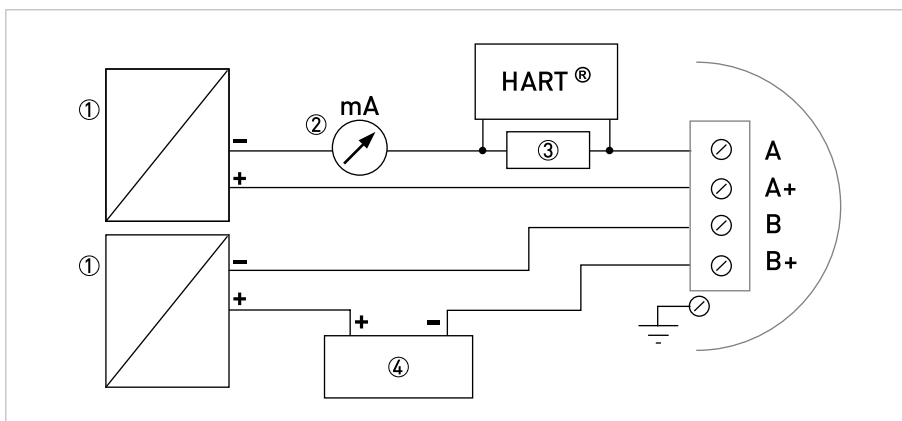 HART ®
①
② mA
−
③
A
+
A+
B
①
−
B+
+
+ −
④